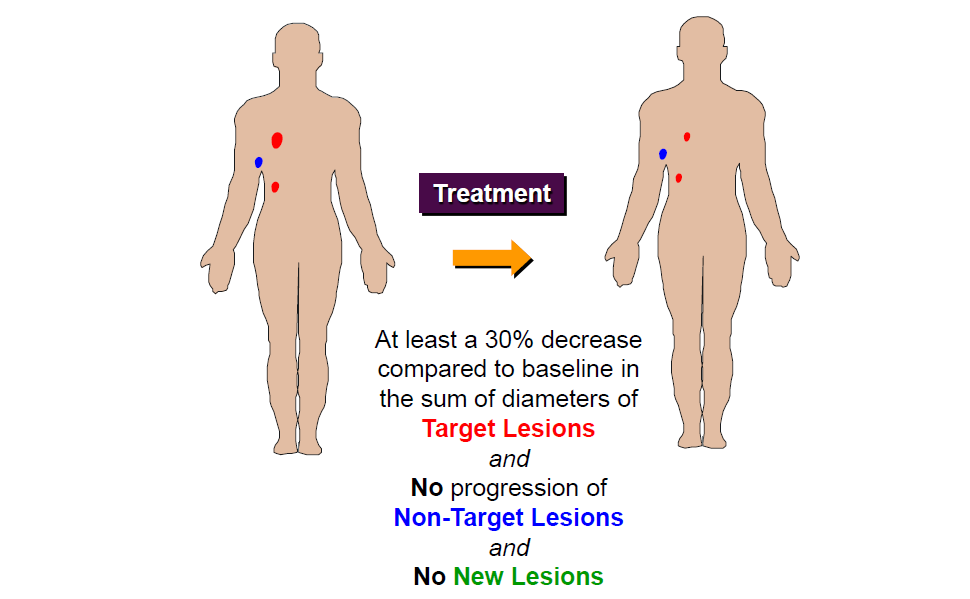 Treatment
At least a 30% decrease
compared to baseline in
the sum of diameters of
Target Lesions
and
No progression of
Non-Target Lesions
and
No New Lesions